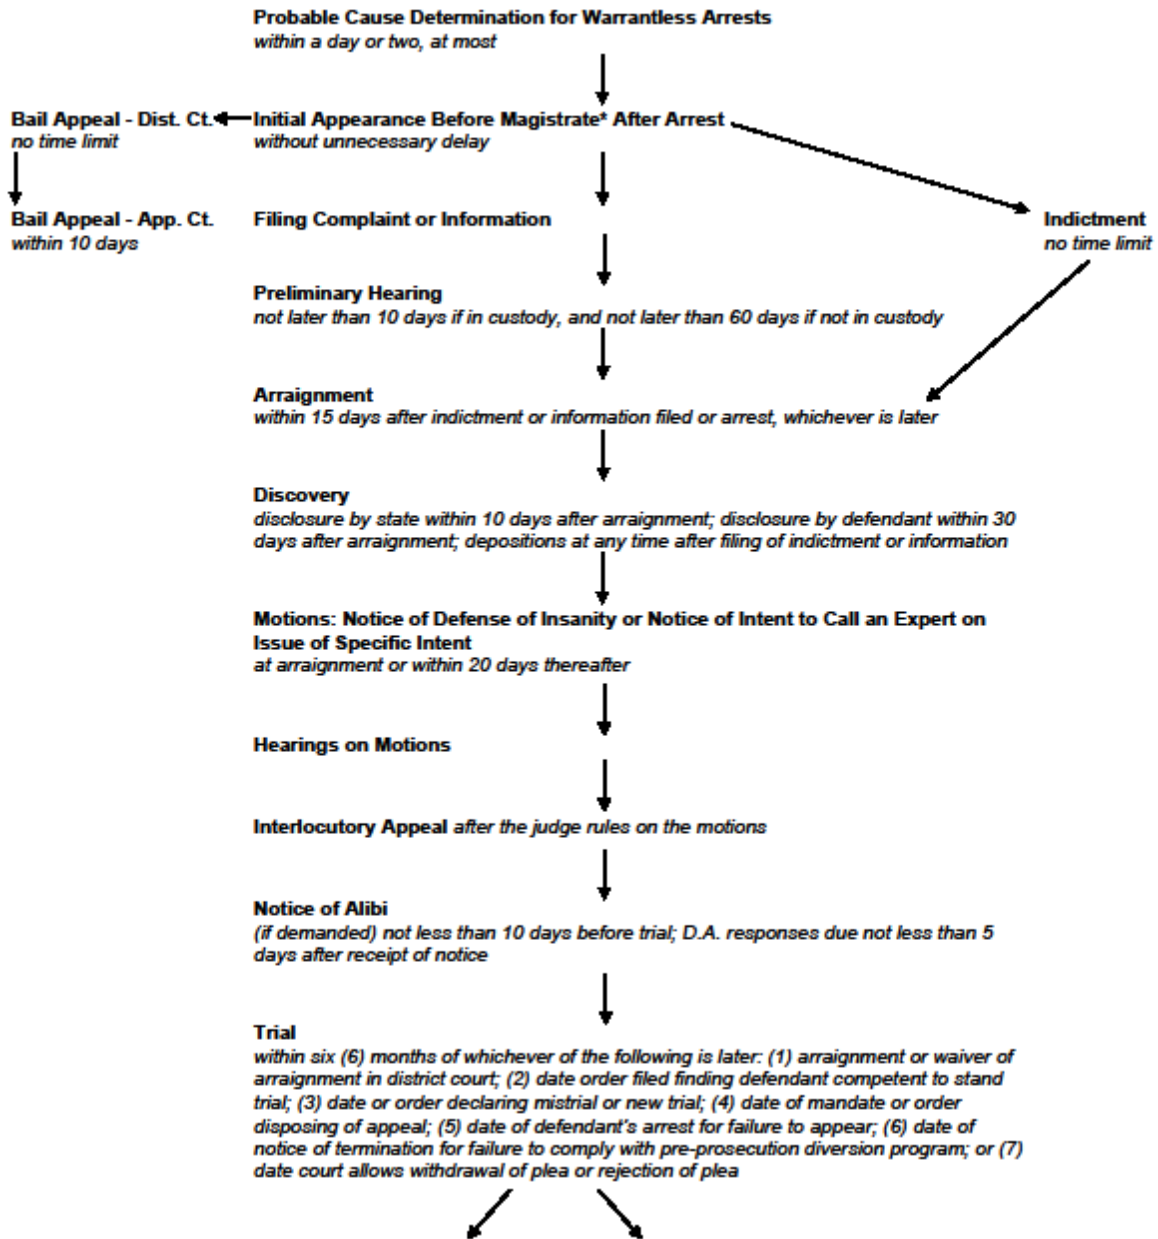 Probable Cause Determination for Warrantless Arrests
within a day or two, at most
Bail Appeal - Dist. Ct.
no time limit
Initial Appearance Before Magistrate* After Arrest
without unnecessary delay
Bail Appeal - App. Ct.
within 10 days
Filing Complaint or Information
Indictment
no time limit
Preliminary Hearing
not later than 10 days if in custody, and not later than 60 days if not in custody
Arraignment
within 15 days after indictment or information filed or arrest, whichever is later
Discovery
disclosure by state within 10 days after arraignment; disclosure by defendant within 30
days after arraignment; depositions at any time after filing of indictment or information
Motions: Notice of Defense of Insanity or Notice of Intent to Call an Expert on
Issue of Specific Intent
at arraignment or within 20 days thereafter
Hearings on Motions
Interlocutory Appeal after the judge rules on the motions
Notice of Alibi
(if demanded) not less than 10 days before trial; D.A. responses due not less than 5
days after receipt of notice
Trial
within six (6) months of whichever of the following is later: (1) arraignment or waiver of
arraignment in district court; (2) date order filed finding defendant competent to stand
trial; (3) date or order declaring mistrial or new trial; (4) date of mandate or order
disposing of appeal; (5) date of defendant's arrest for failure to appear; (6) date of
notice of termination for failure to comply with pre-prosecution diversion program; or (7)
date court allows withdrawal of plea or rejection of plea